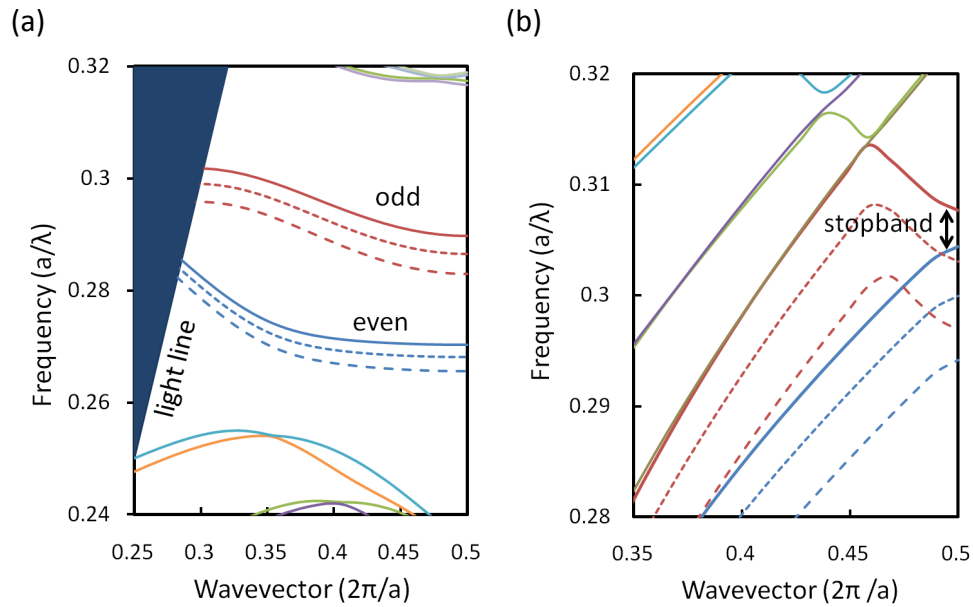 (a)
(b)
0.32
0.3
0.28
0.26
0.24
Frequency (a/λ)
odd
even
light line
0.25
0.3
0.35
0.4
0.45
0.5
Wavevector (2π/a)
0.32
0.31
0.3
0.29
0.28
Frequency (a/λ)
stopband
0.35
0.4
0.45
0.5
Wavevector (2π /a)